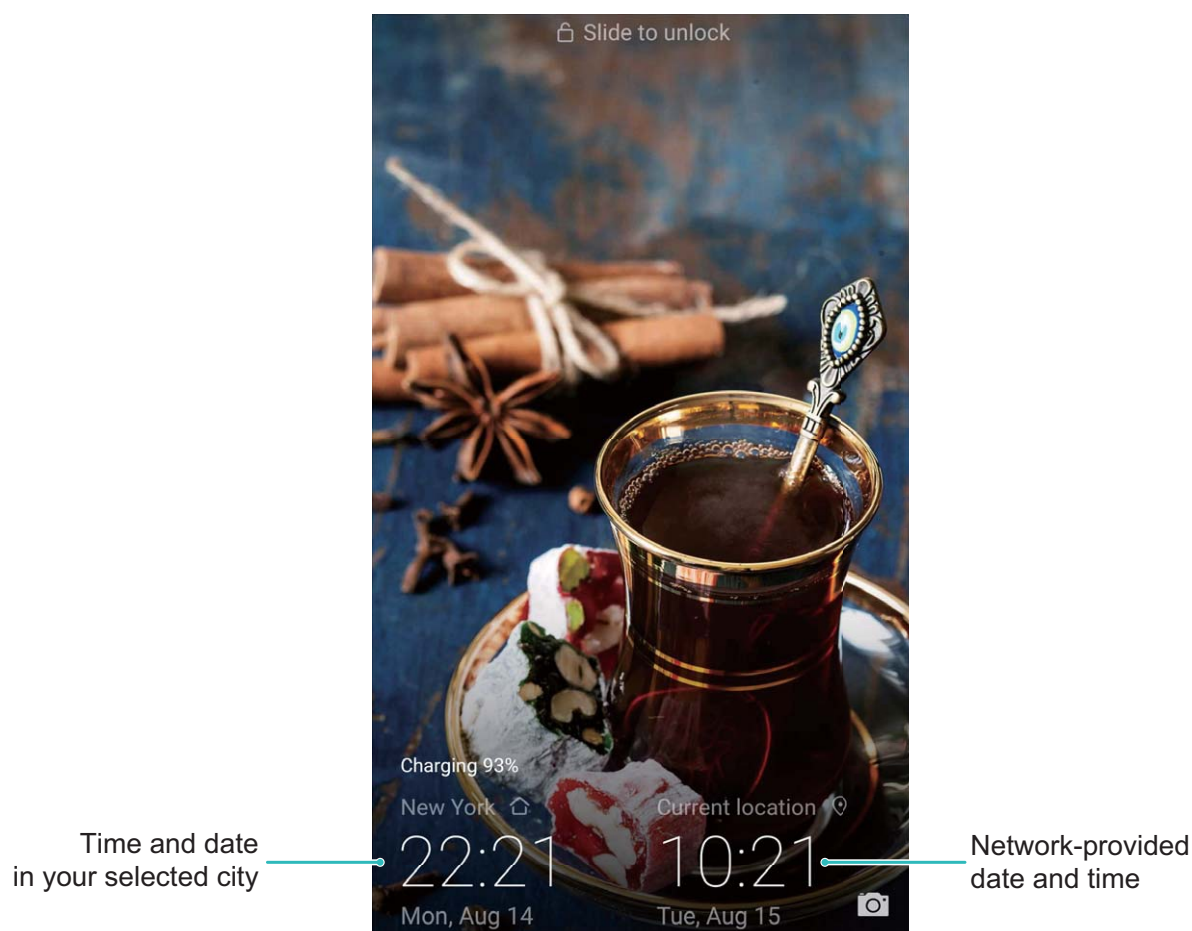 Slide to unlock
Charging 93%
New York
Current location
Time and date
in your selected city
22:21
10:21
Network-provided
date and time
Mon, Aug 14
Tue, Aug 15